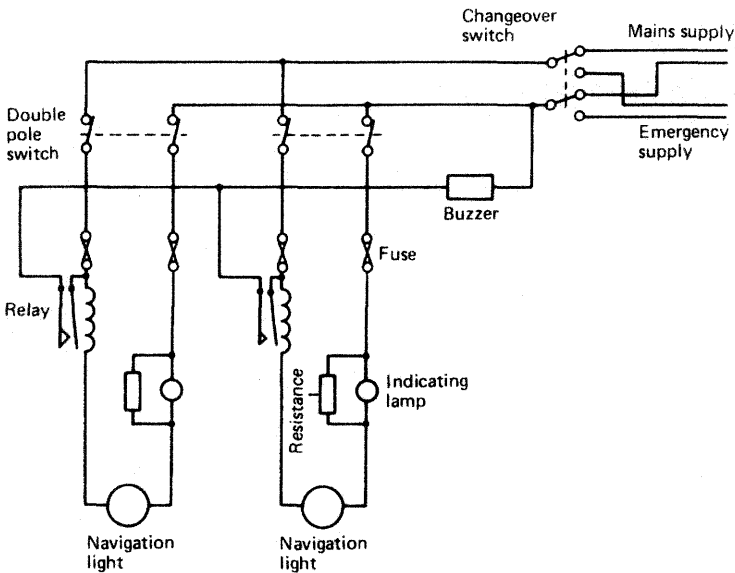 Changeover
switch
Mains supply
Double
pole
switch
Emergency
supply
Buzzer
Fuse
Relay
Resistance
Indicating
lamp
Navigation
light
Navigation
light